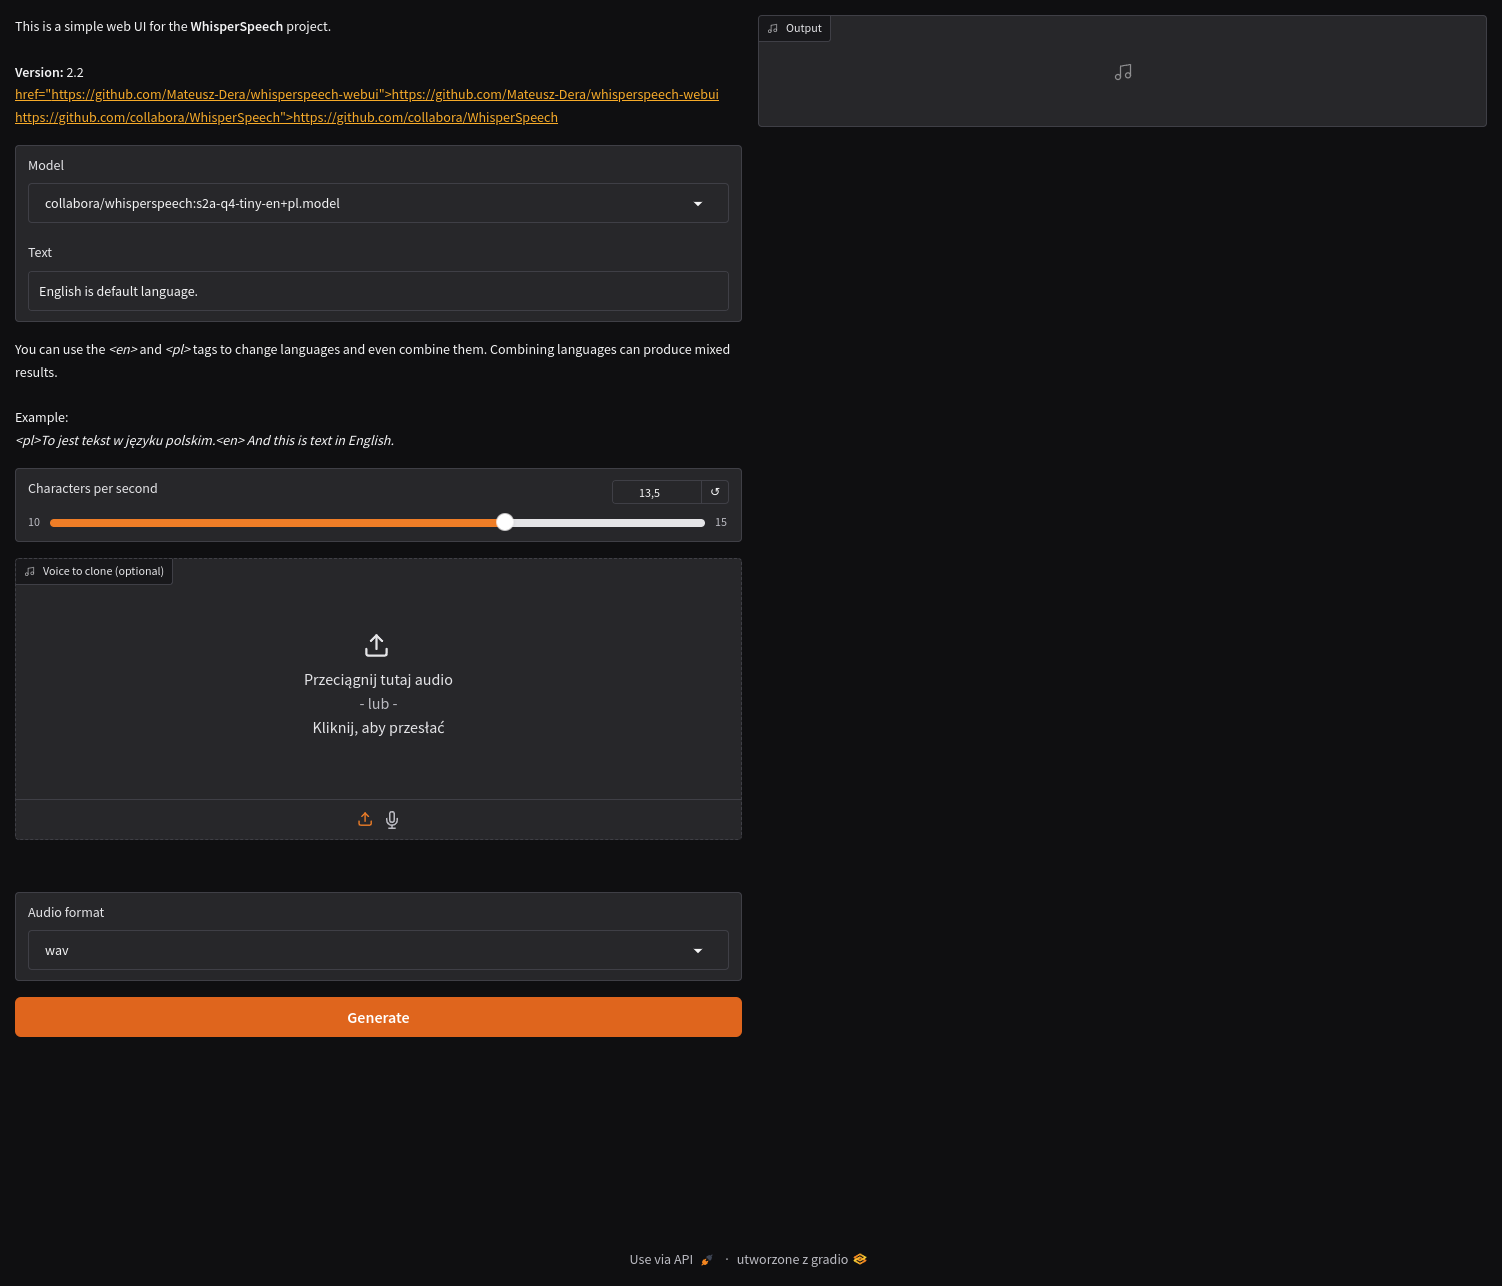 This is a simple web UI for the WhisperSpeech project.
Version: 2.2
href="https://github.com/Mateusz-Dera/whisperspeech-webui">https://github.com/Mateusz-Dera/whisperspeech-webui
https://github.com/collabora/WhisperSpeech">https://github.com/collabora/WhisperSpeech
Model
collabora/whisperspeech:s2a-q4-tiny-en+pl.model
Text
English is default language.
You can use the <en> and <pl> tags to change languages and even combine them. Combining languages can produce mixed
results.
Example:
<pl>To jest tekst w języku polskim.<en> And this is text in English.
Characters per second
13,5
↺
10
15
Voice to clone (optional)
Przeciągnij tutaj audio
- lub -
Kliknij, aby przesłać
Audio format
wav
Generate
Output
Use via API · utworzone z gradio